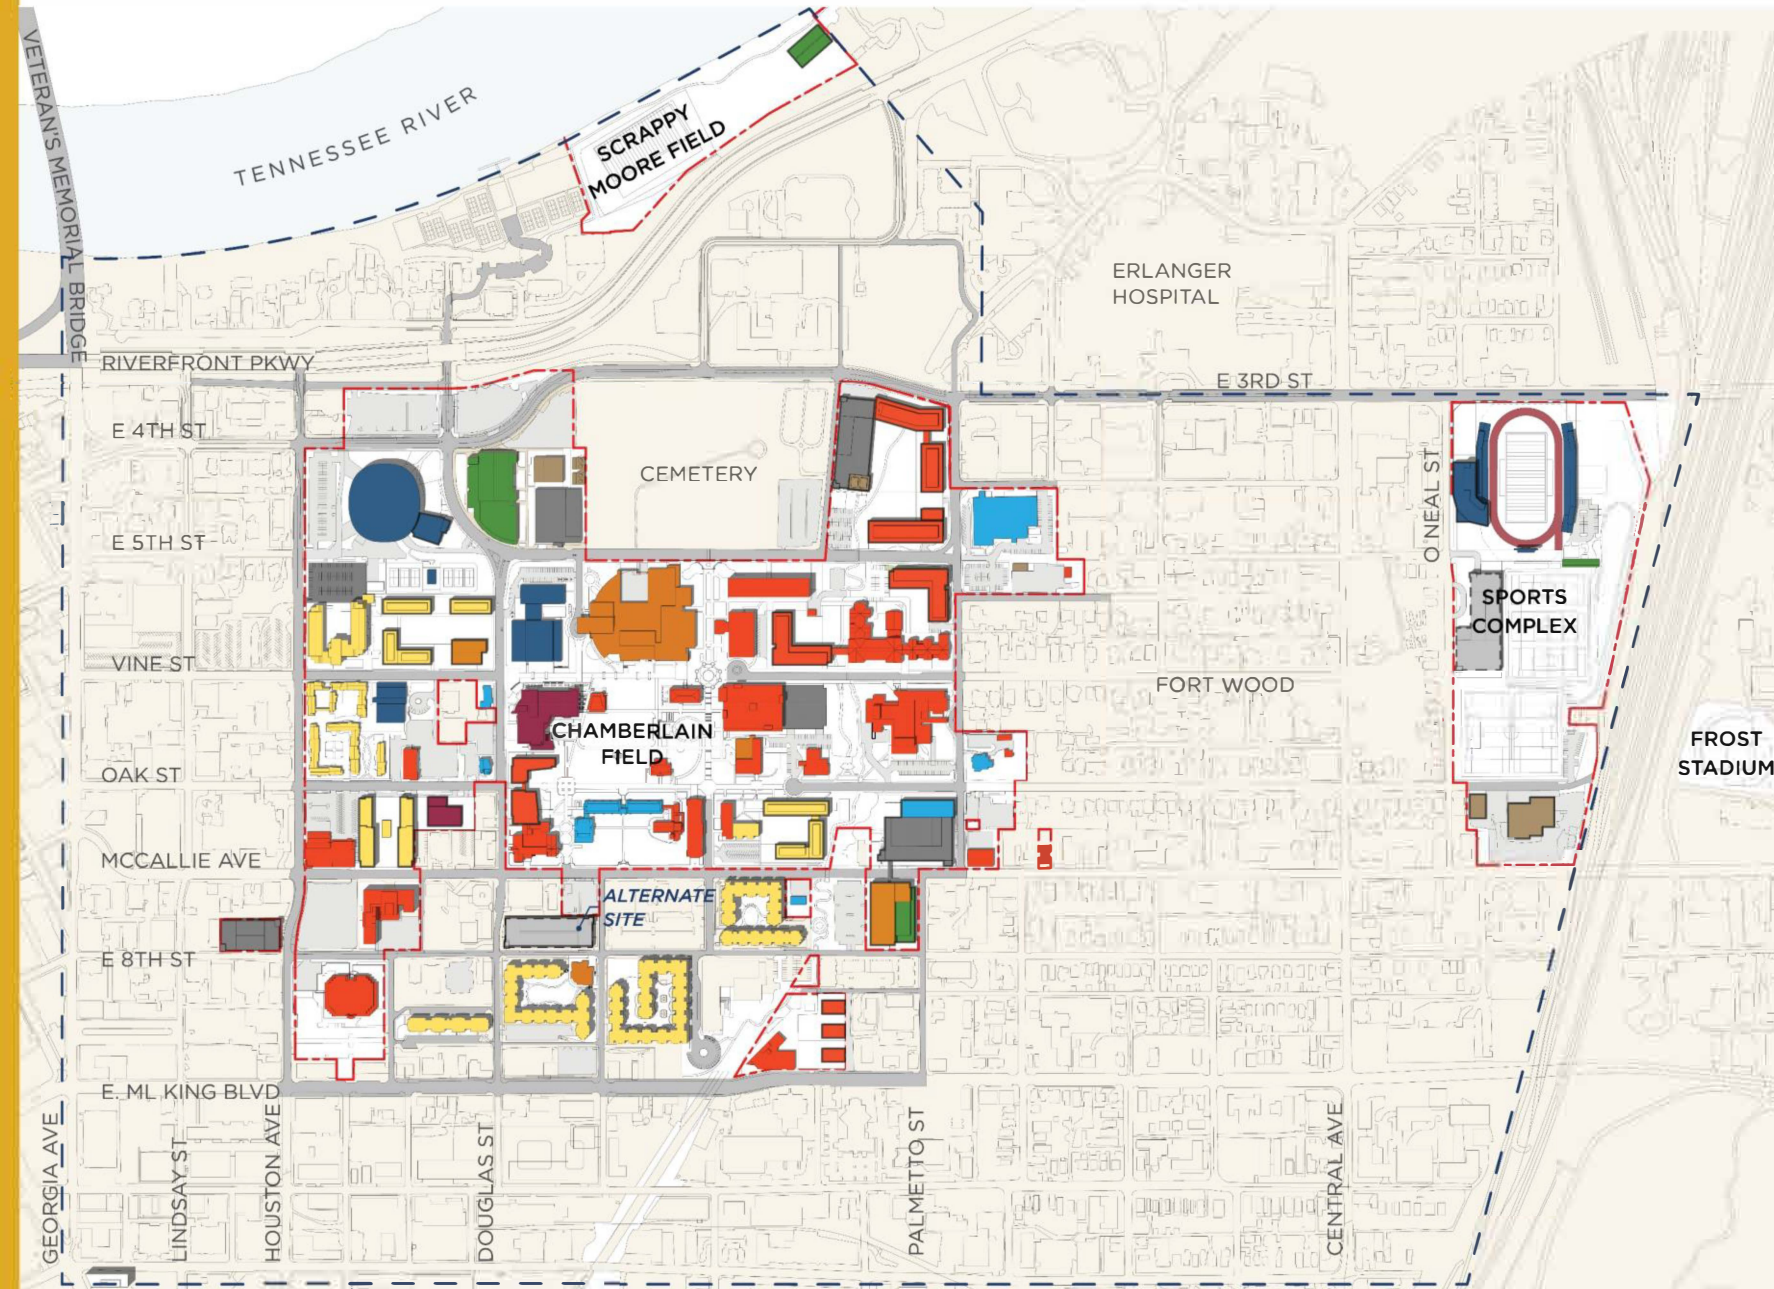 VETERAN'S MEMORIAL BRIDGE
TENNESSEE RIVER
SCRAPPY
MOORE FIELD
ERLANGER
HOSPITAL
RIVERFRONT PKWY
E 3RD ST
E 4TH ST
CEMETERY
O NEAL ST
E 5TH ST
SPORTS
COMPLEX
VINE ST
FORT WOOD
CHAMBERLAIN
FIELD
FROST
STADIUM
OAK ST
MCCALLIE AVE
ALTERNATE
SITE
E 8TH ST
E. ML KING BLVD
GEORGIA AVE
LINDSAY ST
HOUSTON AVE
DOUGLAS ST
PALMETO ST
CENTRAL AVE